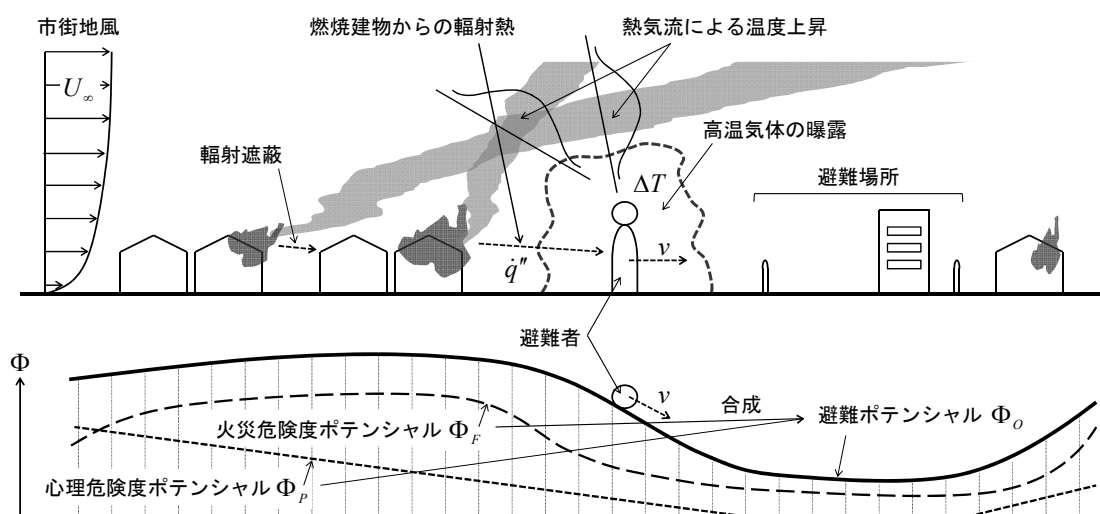 市街地風
燃焼建物からの輻射熱
熱気流による温度上昇
U∞
高温気体の曝露
輻射遮蔽
避難場所
ΔT
v
q̇″
避難者
Φ
v
合成
避難ポテンシャル Φ_O
火災危険度ポテンシャル Φ_F
心理危険度ポテンシャル Φ_P